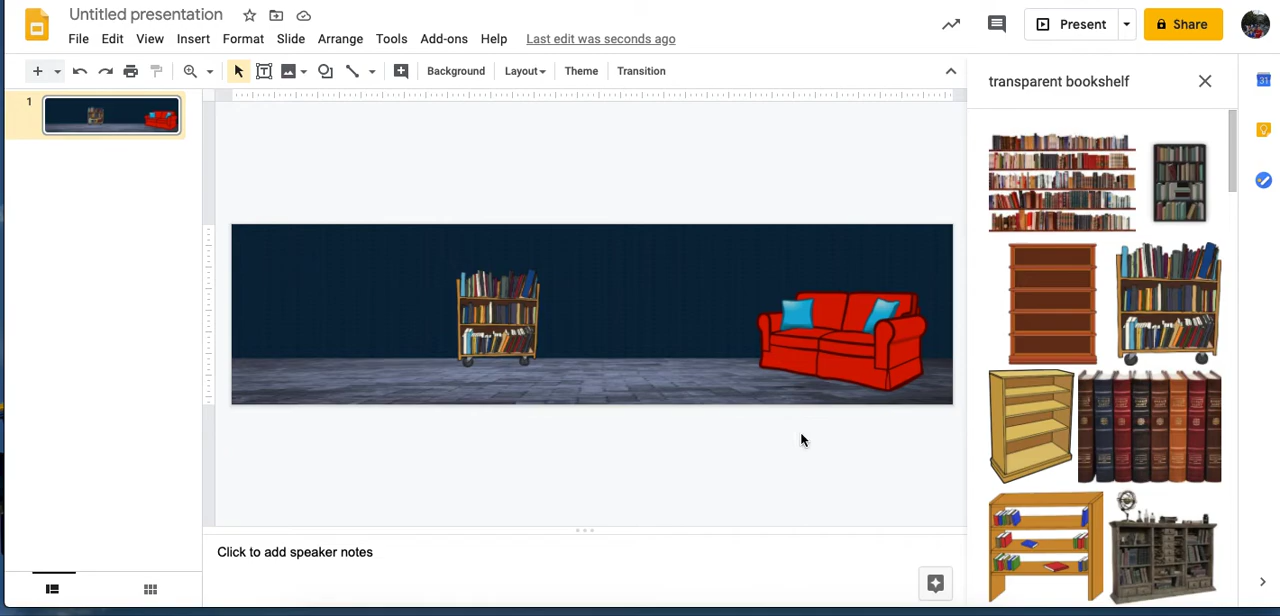 Untitled presentation
File Edit View Insert Format Slide Arrange Tools Add-ons Help Last edit was seconds ago
Present
Share
Background Layout Theme Transition
transparent bookshelf
1
31
Click to add speaker notes